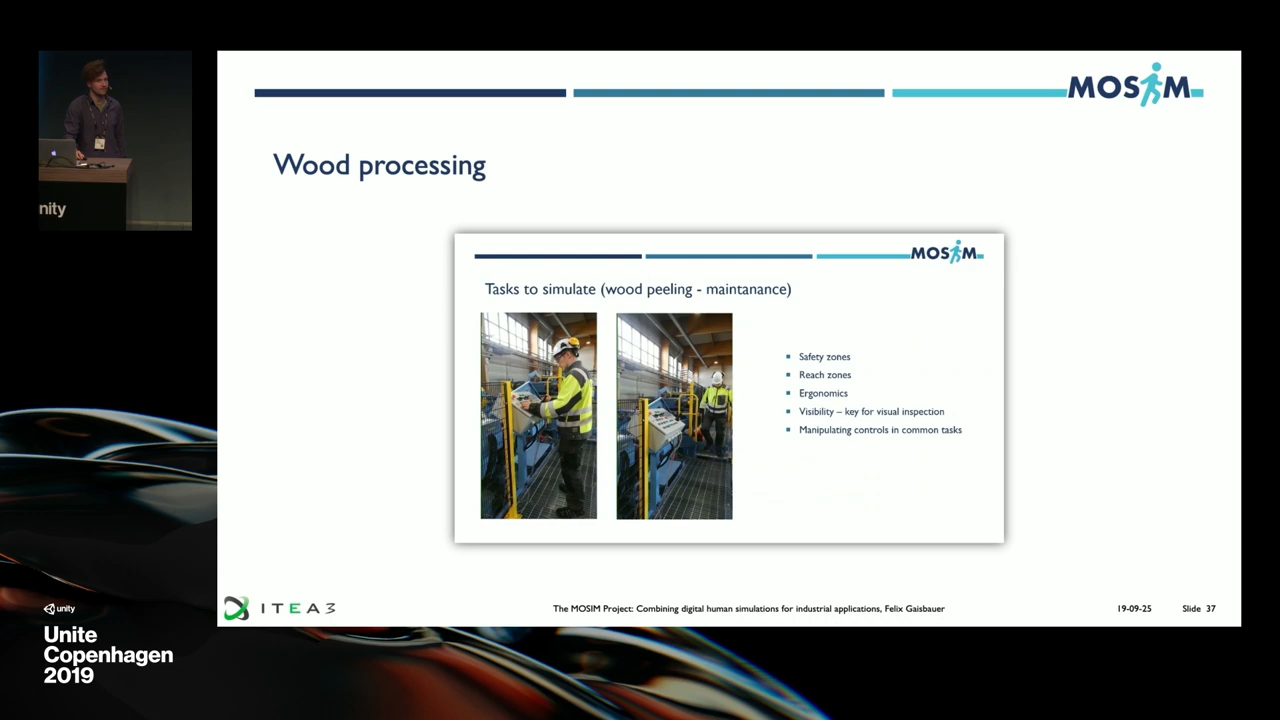 MOSIM
Wood processing
MOSIM
Tasks to simulate (wood peeling - maintanance)
Safety zones
Reach zones
Ergonomics
Visibility – key for visual inspection
Manipulating controls in common tasks
nity
ITEA3
The MOSIM Project: Combining digital human simulations for industrial applications, Felix Gaisbauer
19-09-25
Slide 37
unity
Unite
Copenhagen
2019